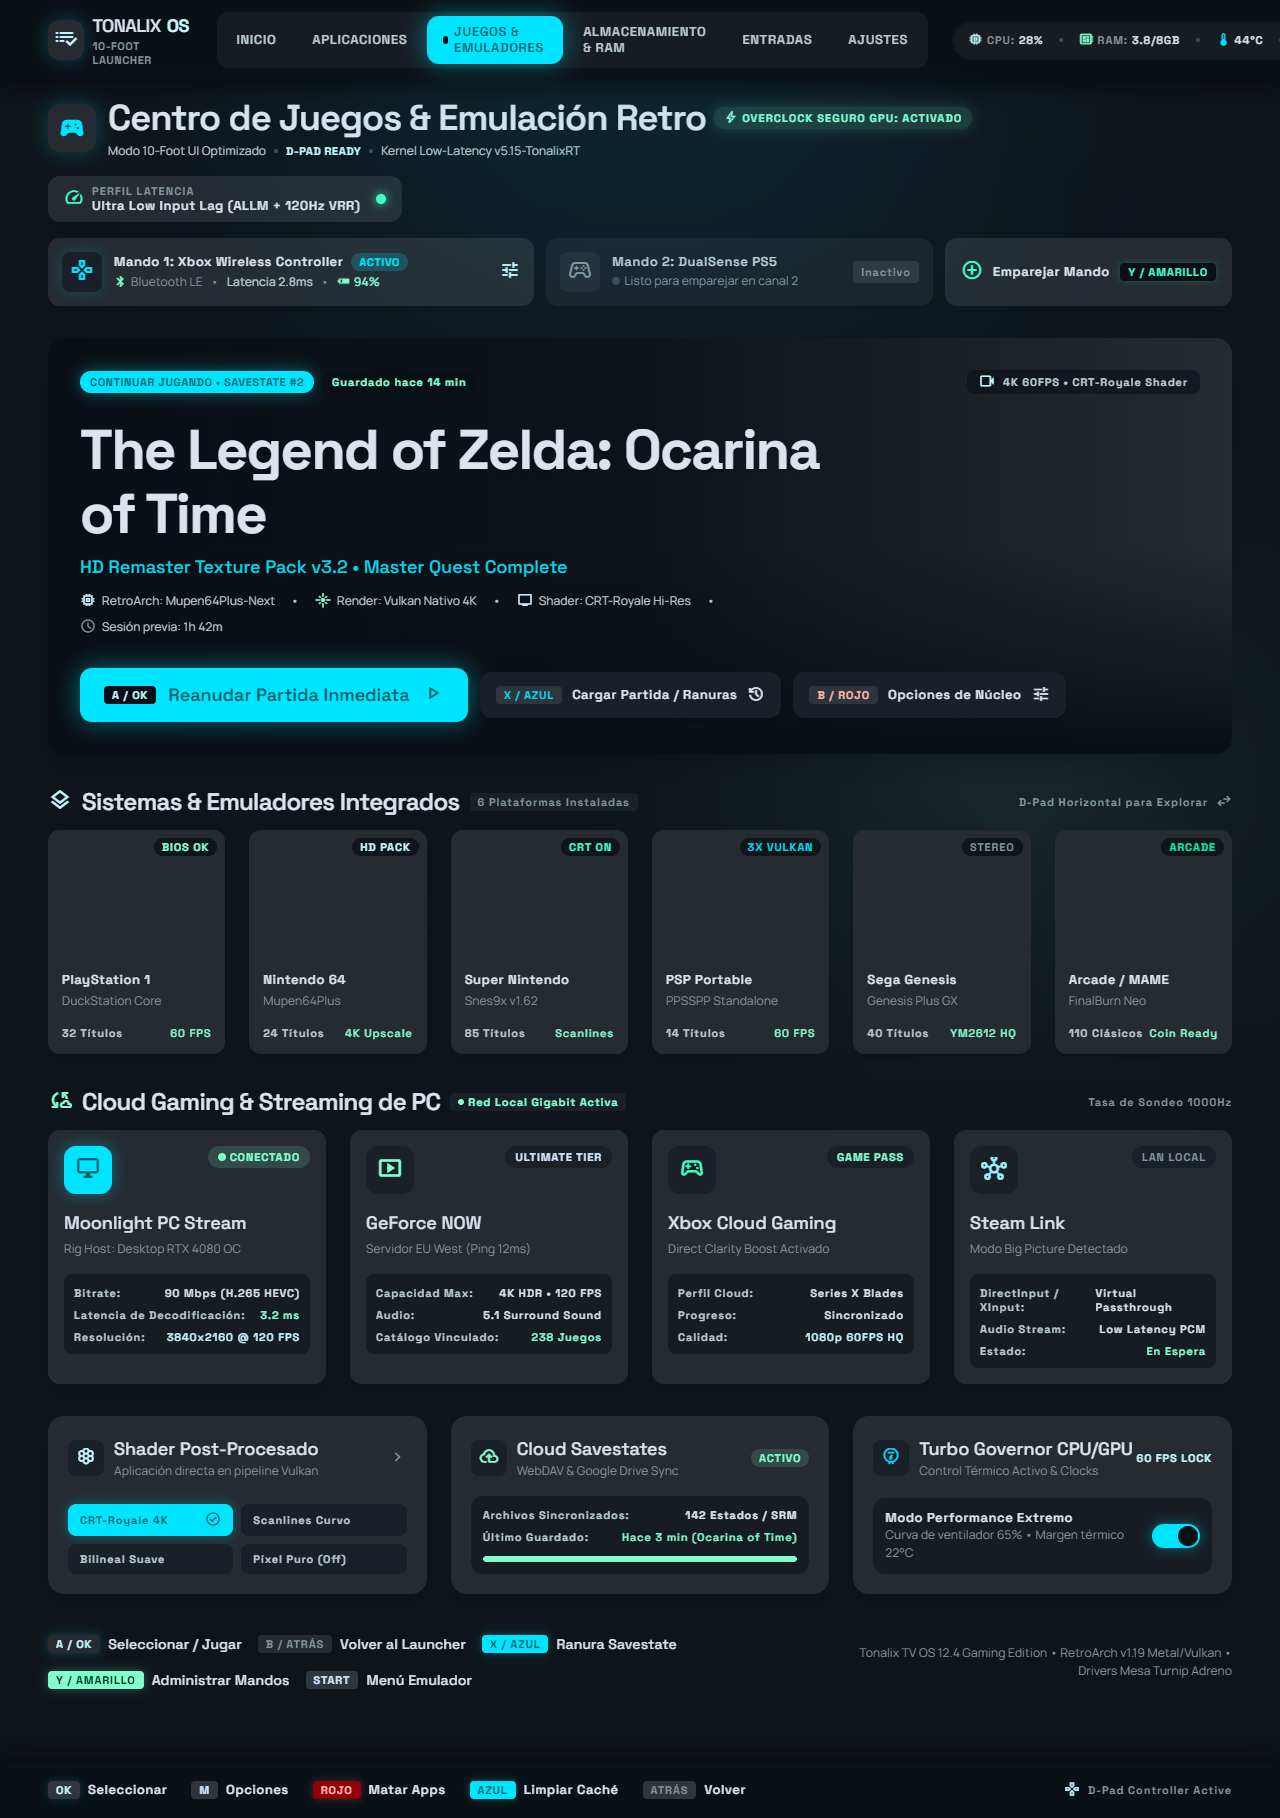 TONALIX OS
10-FOOT
LAUNCHER
INICIO
APLICACIONES
JUEGOS &
EMULADORES
ALMACENAMIENTO
& RAM
ENTRADAS
AJUSTES
CPU: 28%
RAM: 3.8/8GB
44°C
Centro de Juegos & Emulación Retro
OVERCLOCK SEGURO GPU: ACTIVADO
Modo 10-Foot UI Optimizado • D-PAD READY • Kernel Low-Latency v5.15-TonalixRT
PERFIL LATENCIA
Ultra Low Input Lag (ALLM + 120Hz VRR)
Mando 1: Xbox Wireless Controller ACTIVO
Bluetooth LE • Latencia 2.8ms • 94%
Mando 2: DualSense PS5
Listo para emparejar en canal 2
Inactivo
Emparejar Mando Y / AMARILLO
CONTINUAR JUGANDO • SAVESTATE #2
Guardado hace 14 min
4K 60FPS • CRT-Royale Shader
The Legend of Zelda: Ocarina
of Time
HD Remaster Texture Pack v3.2 • Master Quest Complete
RetroArch: Mupen64Plus-Next • Render: Vulkan Nativo 4K • Shader: CRT-Royale Hi-Res •
Sesión previa: 1h 42m
A / OK Reanudar Partida Inmediata
X / AZUL Cargar Partida / Ranuras
B / ROJO Opciones de Núcleo
Sistemas & Emuladores Integrados
6 Plataformas Instaladas
D-Pad Horizontal para Explorar
BIOS OK
PlayStation 1
DuckStation Core
32 Títulos 60 FPS
HD PACK
Nintendo 64
Mupen64Plus
24 Títulos 4K Upscale
CRT ON
Super Nintendo
Snes9x v1.62
85 Títulos Scanlines
3X VULKAN
PSP Portable
PPSSPP Standalone
14 Títulos 60 FPS
STEREO
Sega Genesis
Genesis Plus GX
40 Títulos YM2612 HQ
ARCADE
Arcade / MAME
FinalBurn Neo
110 Clásicos Coin Ready
Cloud Gaming & Streaming de PC
Red Local Gigabit Activa
Tasa de Sondeo 1000Hz
CONECTADO
Moonlight PC Stream
Rig Host: Desktop RTX 4080 OC
Bitrate: 90 Mbps (H.265 HEVC)
Latencia de Decodificación: 3.2 ms
Resolución: 3840x2160 @ 120 FPS
ULTIMATE TIER
GeForce NOW
Servidor EU West (Ping 12ms)
Capacidad Max: 4K HDR • 120 FPS
Audio: 5.1 Surround Sound
Catálogo Vinculado: 238 Juegos
GAME PASS
Xbox Cloud Gaming
Direct Clarity Boost Activado
Perfil Cloud: Series X Blades
Progreso: Sincronizado
Calidad: 1080p 60FPS HQ
LAN LOCAL
Steam Link
Modo Big Picture Detectado
DirectInput / XInput: Virtual Passthrough
Audio Stream: Low Latency PCM
Estado: En Espera
Shader Post-Procesado
Aplicación directa en pipeline Vulkan
CRT-Royale 4K
Scanlines Curvo
Bilineal Suave
Píxel Puro (Off)
Cloud Savestates
WebDAV & Google Drive Sync
ACTIVO
Archivos Sincronizados: 142 Estados / SRM
Último Guardado: Hace 3 min (Ocarina of Time)
Turbo Governor CPU/GPU
Control Térmico Activo & Clocks
60 FPS LOCK
Modo Performance Extremo
Curva de ventilador 65% • Margen térmico
22°C
A / OK Seleccionar / Jugar
B / ATRÁS Volver al Launcher
X / AZUL Ranura Savestate
Y / AMARILLO Administrar Mandos
START Menú Emulador
Tonalix TV OS 12.4 Gaming Edition • RetroArch v1.19 Metal/Vulkan •
Drivers Mesa Turnip Adreno
OK Seleccionar
M Opciones
ROJO Matar Apps
AZUL Limpiar Caché
ATRÁS Volver
D-Pad Controller Active